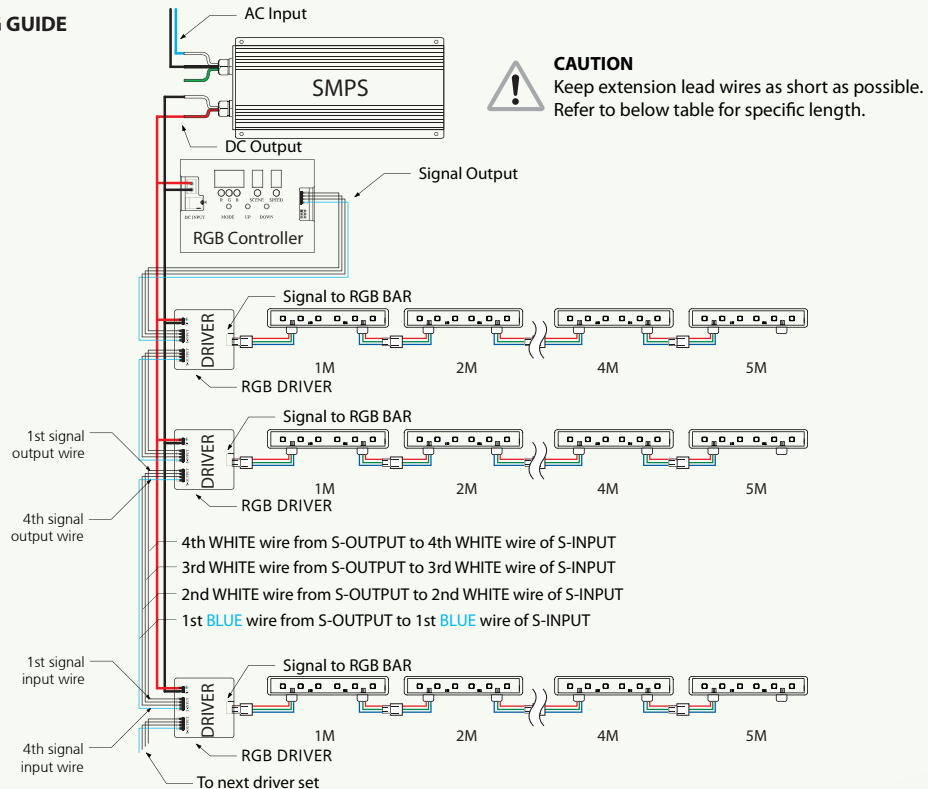 G GUIDE
AC Input
SMPS
CAUTION
Keep extension lead wires as short as possible.
Refer to below table for specific length.
DC Output
Signal Output
R G B SCENE SPEED
DC INPUT MODE UP DOWN
RGB Controller
Signal to RGB BAR
DRIVER
1M 2M 4M 5M
RGB DRIVER
Signal to RGB BAR
DRIVER
1st signal
output wire
1M 2M 4M 5M
RGB DRIVER
4th signal
output wire
4th WHITE wire from S-OUTPUT to 4th WHITE wire of S-INPUT
3rd WHITE wire from S-OUTPUT to 3rd WHITE wire of S-INPUT
2nd WHITE wire from S-OUTPUT to 2nd WHITE wire of S-INPUT
1st BLUE wire from S-OUTPUT to 1st BLUE wire of S-INPUT
1st signal
input wire
Signal to RGB BAR
DRIVER
1M 2M 4M 5M
4th signal
input wire
RGB DRIVER
To next driver set